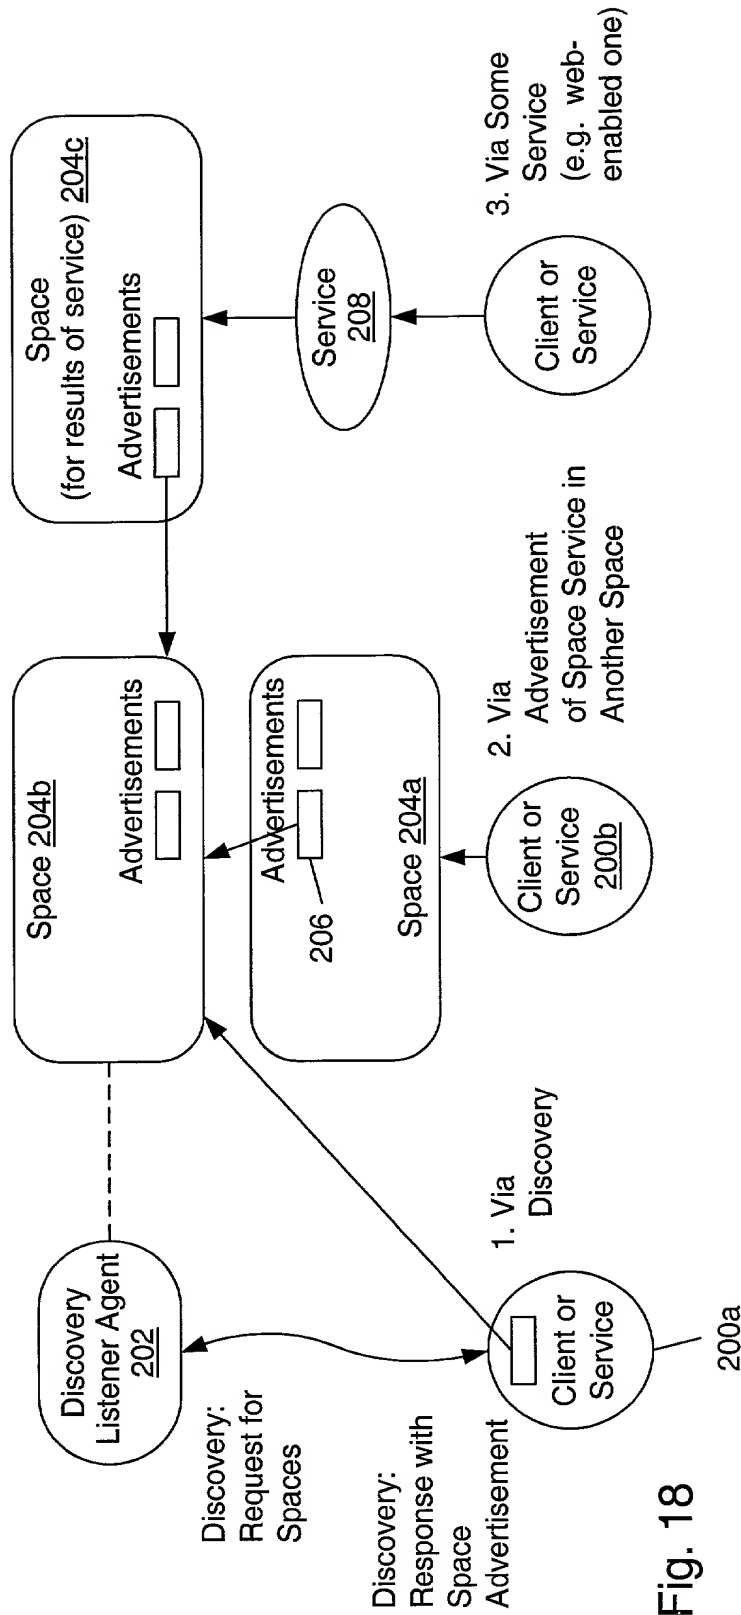 Discovery
Listener Agent
202
Space 204b
Advertisements
Space
(for results of service) 204c
Advertisements
Discovery:
Request for
Spaces
206
Advertisements
Space 204a
Service
208
Discovery:
Response with
Space
Advertisement
Client or
Service
200a
1. Via
Discovery
Client or
Service
200b
2. Via
Advertisement
of Space Service in
Another Space
Client or
Service
3. Via Some
Service
(e.g. web-
enabled one)
Fig. 18